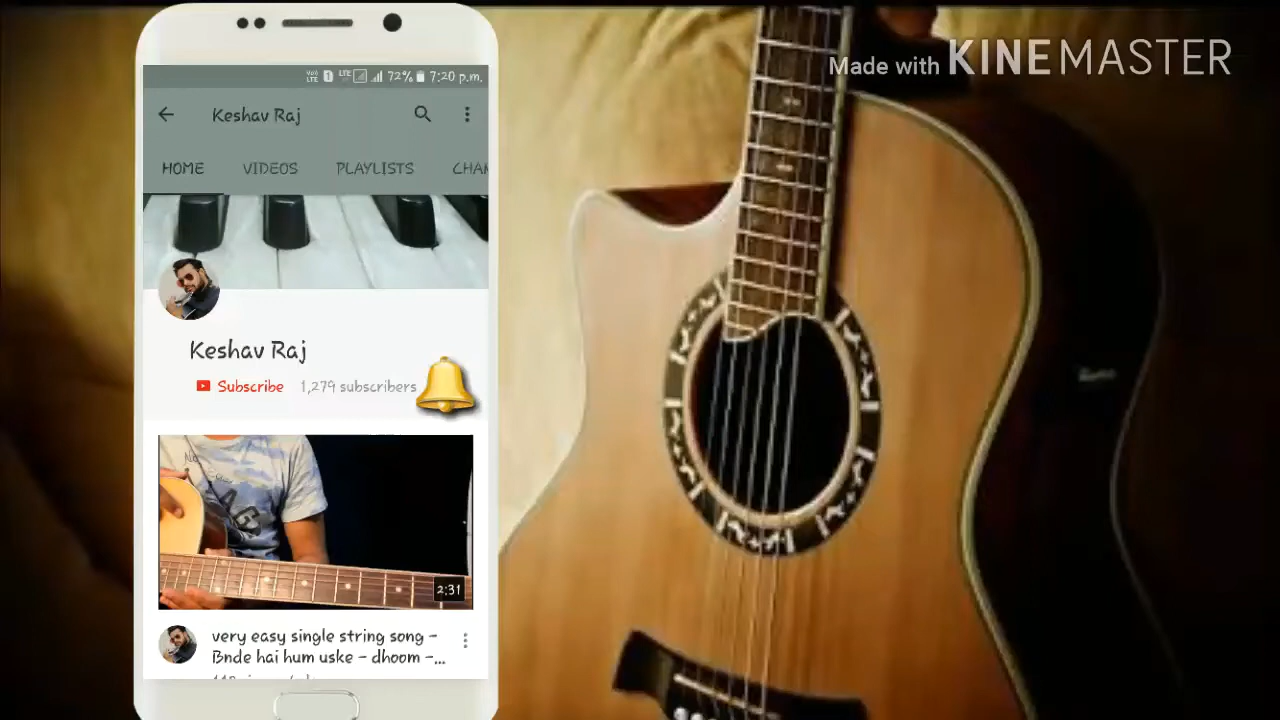 Made with KINEMASTER
72% 7:20 p.m.
Keshav Raj
HOME VIDEOS PLAYLISTS CHAN
Keshav Raj
Subscribe 1,279 subscribers
2:31
very easy single string song -
Bnde hai hum uske - dhoom -...